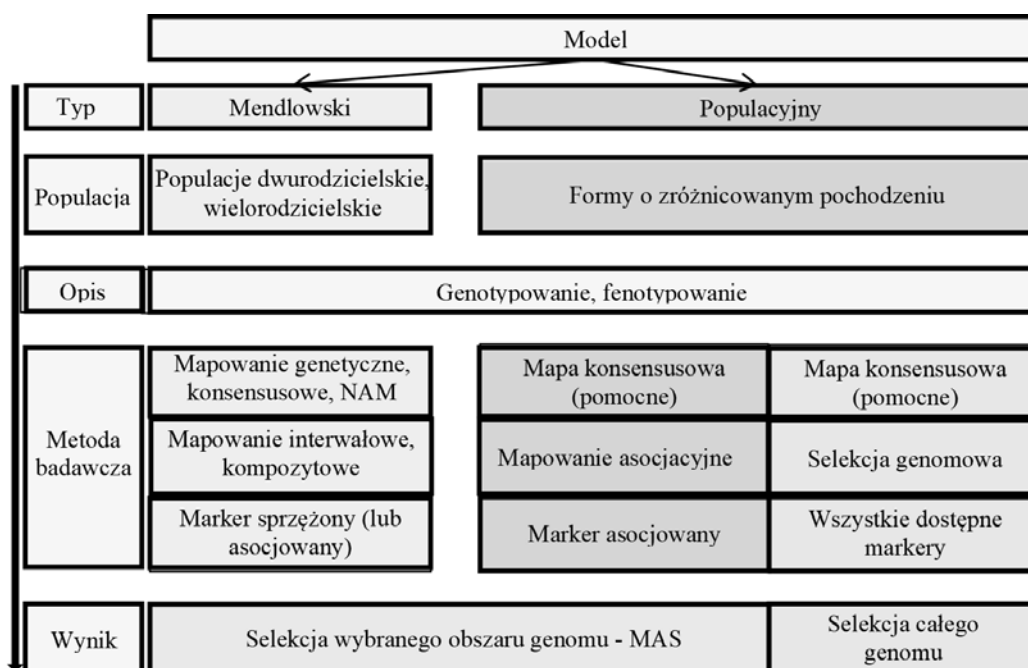 Model
Typ
Mendlowski
Populacyjny
Populacja
Populacje dwurodzicielskie,
wielorodzicielskie
Formy o zróżnicowanym pochodzeniu
Opis
Genotypowanie, fenotypowanie
Metoda
badawcza
Mapowanie genetyczne,
konsensusowe, NAM
Mapa konsensusowa
(pomocne)
Mapa konsensusowa
(pomocne)
Mapowanie interwałowe,
kompozytowe
Mapowanie asocjacyjne
Selekcja genomowa
Marker sprzężony (lub
asocjowany)
Marker asocjowany
Wszystkie dostępne
markery
Wynik
Selekcja wybranego obszaru genomu - MAS
Selekcja całego
genomu